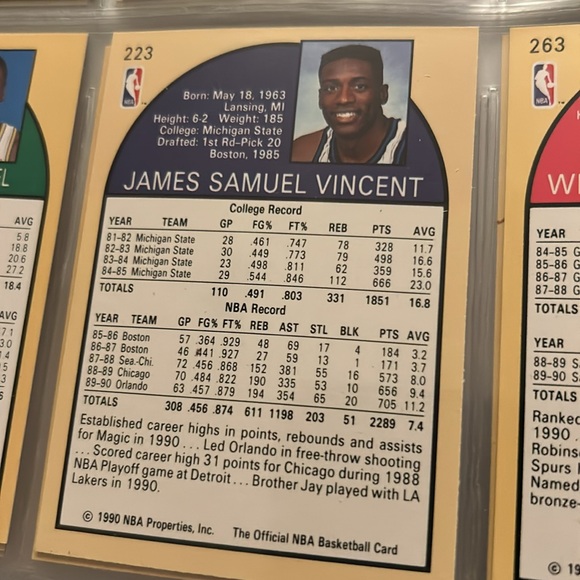 EL
AVG
5.8
18.8
20.6
27.2
18.4
AVG
223
NBA
Born: May 18, 1963
Lansing, MI
Height: 6-2 Weight: 185
College: Michigan State
Drafted: 1st Rd–Pick 20
Boston, 1985
JAMES SAMUEL VINCENT
College Record
YEAR TEAM GP FG% FT% REB PTS AVG
81-82 Michigan State 28 .461 .747 78 328 11.7
82-83 Michigan State 30 .449 .773 79 498 16.6
83-84 Michigan State 23 .498 .811 62 359 15.6
84-85 Michigan State 29 .544 .846 112 666 23.0
TOTALS 110 .491 .803 331 1851 16.8
NBA Record
YEAR TEAM GP FG% FT% REB AST STL BLK PTS AVG
85-86 Boston 57 .364 .929 48 69 17 4 184 3.2
86-87 Boston 46 .441 .927 27 59 13 1 171 3.7
87-88 Sea.-Chi. 72 .456 .868 152 381 55 16 573 8.0
88-89 Chicago 70 .484 .822 190 335 53 10 656 9.4
89-90 Orlando 63 .457 .879 194 354 65 20 705 11.2
TOTALS 308 .456 .874 611 1198 203 51 2289 7.4
Established career highs in points, rebounds and assists
for Magic in 1990 . . . Led Orlando in free-throw shooting
. . . Scored career high 31 points for Chicago during 1988
NBA Playoff game at Detroit . . . Brother Jay played with LA
Lakers in 1990.
© 1990 NBA Properties, Inc. The Official NBA Basketball Card
263
NBA
WI
YEAR
84-85 G
85-86 G
86-87 G
87-88 G
TOTALS
YEAR
88-89 S
89-90 S
TOTALS
Ranked
1990 .
Robinson
Spurs
Named
bronze-
© 19